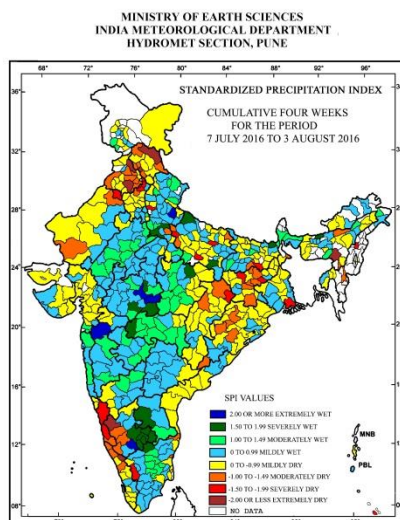 MINISTRY OF EARTH SCIENCES
INDIA METEOROLOGICAL DEPARTMENT
HYDROMET SECTION, PUNE
68° 72° 76° 80° 84° 88° 92° 96°
STANDARDIZED PRECIPITATION INDEX
CUMULATIVE FOUR WEEKS
FOR THE PERIOD
7 JULY 2016 TO 3 AUGUST 2016
36°
32°
28°
24°
20°
16°
12°
08°
SPI VALUES
2.00 OR MORE EXTREMELY WET
1.50 TO 1.99 SEVERELY WET
1.00 TO 1.49 MODERATELY WET
0 TO 0.99 MILDLY WET
0 TO -0.99 MILDLY DRY
-1.00 TO -1.49 MODERATELY DRY
-1.50 TO -1.99 SEVERELY DRY
-2.00 OR LESS EXTREMELY DRY
NO DATA
MNB
PBL